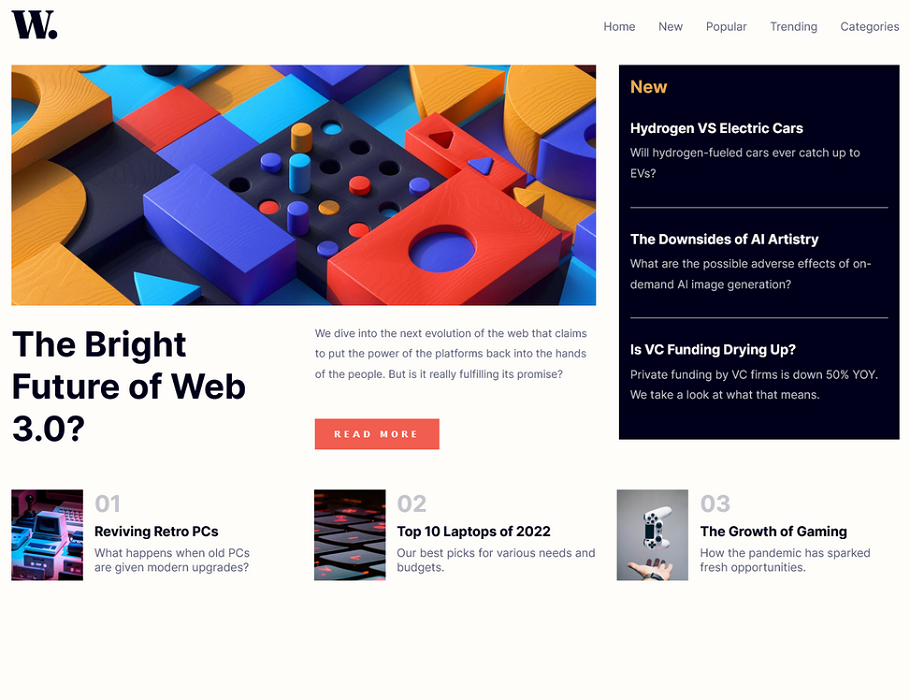 W.
Home New Popular Trending Categories
New
Hydrogen VS Electric Cars
Will hydrogen-fueled cars ever catch up to
EVs?
The Downsides of AI Artistry
What are the possible adverse effects of on-
demand AI image generation?
Is VC Funding Drying Up?
Private funding by VC firms is down 50% YOY.
We take a look at what that means.
The Bright
Future of Web
3.0?
We dive into the next evolution of the web that claims
to put the power of the platforms back into the hands
of the people. But is it really fulfilling its promise?
READ MORE
01
Reviving Retro PCs
What happens when old PCs
are given modern upgrades?
02
Top 10 Laptops of 2022
Our best picks for various needs and
budgets.
03
The Growth of Gaming
How the pandemic has sparked
fresh opportunities.